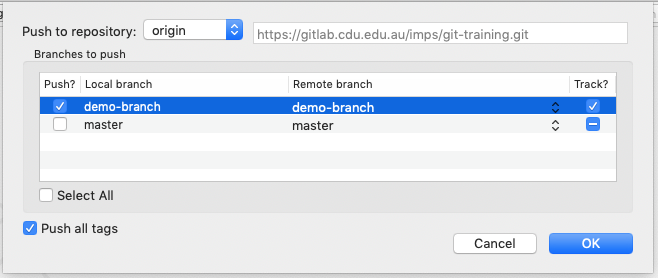 Push to repository: origin https://gitlab.cdu.edu.au/imps/git-training.git
Branches to push
Push? Local branch Remote branch Track?
demo-branch demo-branch
master master
Select All
Push all tags
Cancel OK